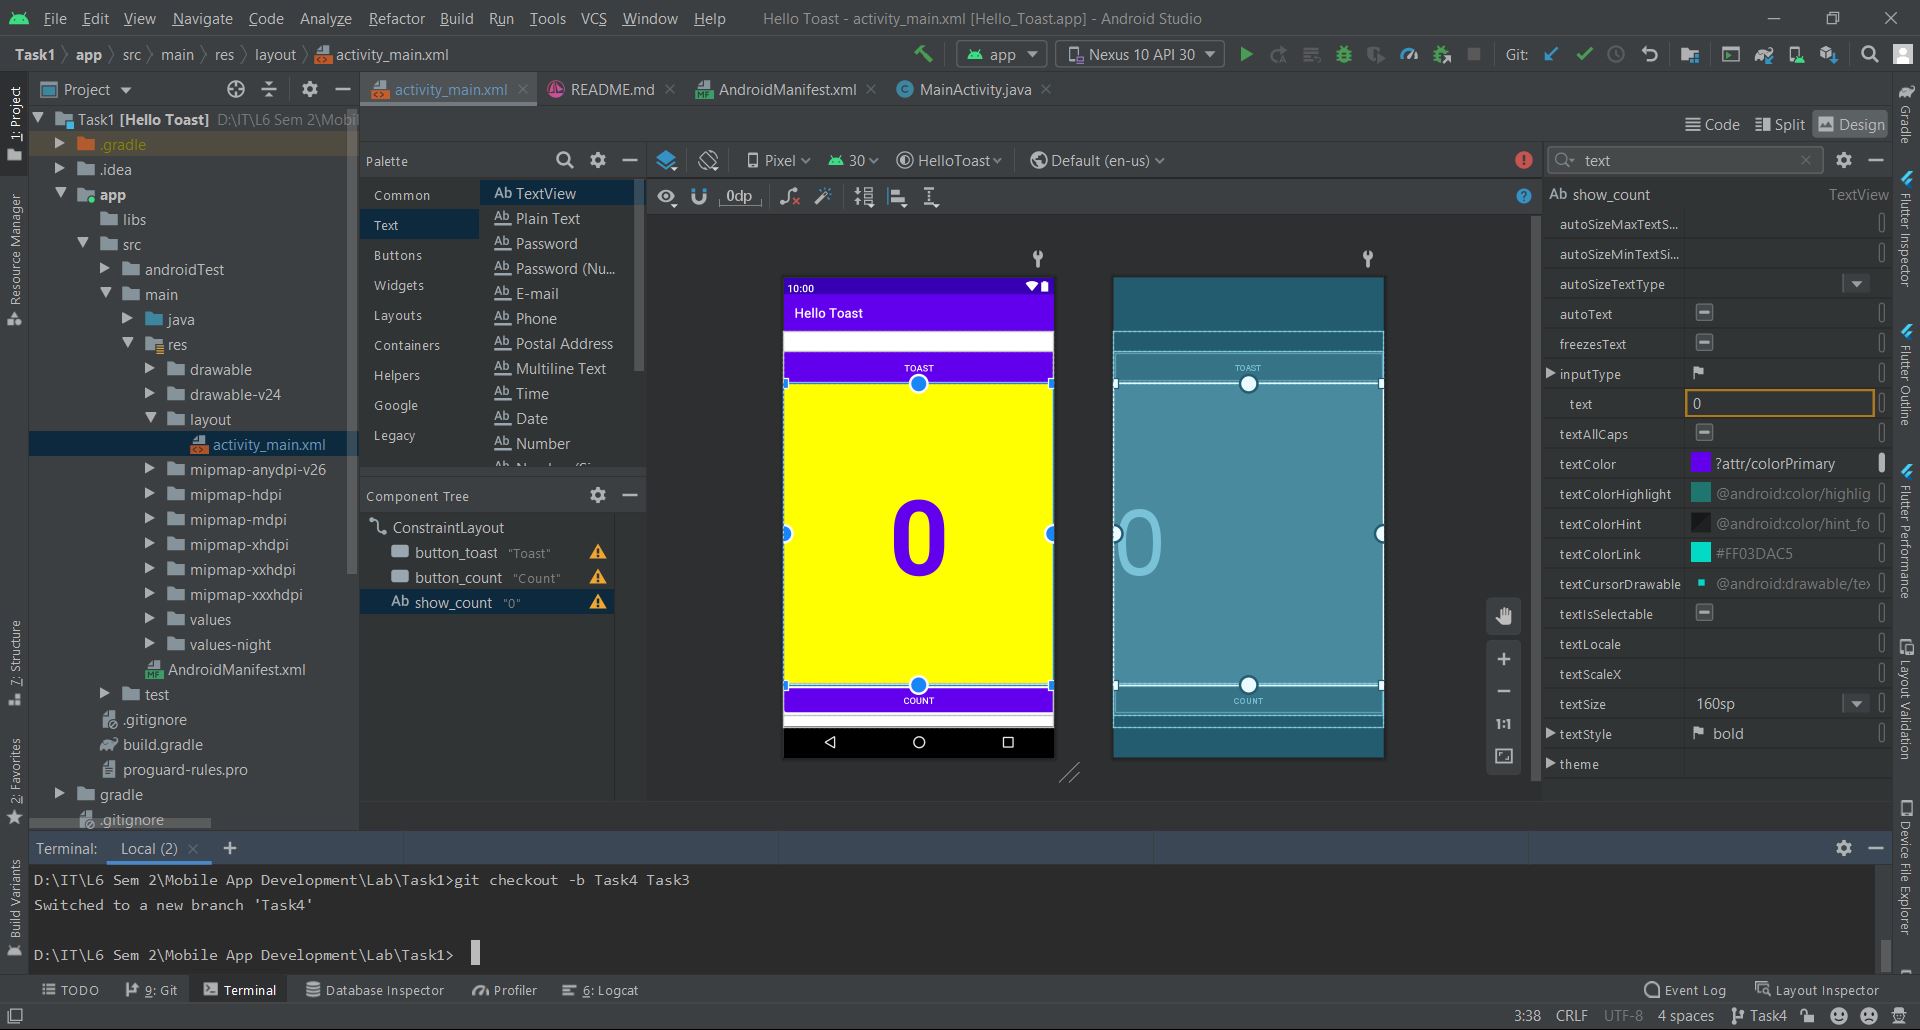 File Edit View Navigate Code Analyze Refactor Build Run Tools VCS Window Help Hello Toast - activity_main.xml [Hello_Toast.app] - Android Studio
Task1 app src main res layout activity_main.xml app Nexus 10 API 30 Git:
Project
activity_main.xml README.md AndroidManifest.xml MainActivity.java
Code Split Design
1: Project
Resource Manager
7: Structure
2: Favorites
Build Variants
Task1 [Hello Toast] D:\IT\L6 Sem 2\Mobil
.gradle
.idea
app
libs
src
androidTest
main
java
res
drawable
drawable-v24
layout
activity_main.xml
mipmap-anydpi-v26
mipmap-hdpi
mipmap-mdpi
mipmap-xhdpi
mipmap-xxhdpi
mipmap-xxxhdpi
values
values-night
AndroidManifest.xml
test
.gitignore
build.gradle
proguard-rules.pro
gradle
.gitignore
Palette
Common
Text
Buttons
Widgets
Layouts
Containers
Helpers
Google
Legacy
Ab TextView
Ab Plain Text
Ab Password
Ab Password (Nu...
Ab E-mail
Ab Phone
Ab Postal Address
Ab Multiline Text
Ab Time
Ab Date
Ab Number
Component Tree
ConstraintLayout
button_toast "Toast"
button_count "Count"
Ab show_count "0"
Pixel 30 HelloToast Default (en-us)
0dp
10:00
Hello Toast
TOAST
0
COUNT
TOAST
0
COUNT
1:1
text
Ab show_count TextView
autoSizeMaxTextS...
autoSizeMinTextSi...
autoSizeTextType
autoText
freezesText
inputType
text 0
textAllCaps
textColor ?attr/colorPrimary
textColorHighlight @android:color/highlig
textColorHint @android:color/hint_fo
textColorLink #FF03DAC5
textCursorDrawable @android:drawable/tex
textIsSelectable
textLocale
textScaleX
textSize 160sp
textStyle bold
theme
Gradle
Flutter Inspector
Flutter Outline
Flutter Performance
Layout Validation
Device File Explorer
Terminal: Local (2)
D:\IT\L6 Sem 2\Mobile App Development\Lab\Task1>git checkout -b Task4 Task3
Switched to a new branch 'Task4'
D:\IT\L6 Sem 2\Mobile App Development\Lab\Task1>
TODO 9: Git Terminal Database Inspector Profiler 6: Logcat Event Log Layout Inspector
3:38 CRLF UTF-8 4 spaces Task4